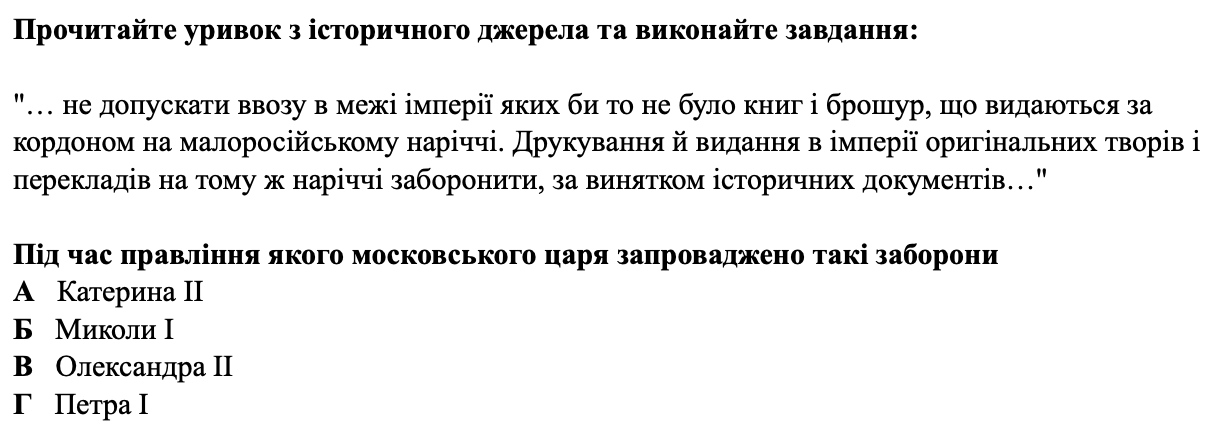 Прочитайте уривок з історичного джерела та виконайте завдання:
"… не допускати ввозу в межі імперії яких би то не було книг і брошур, що видаються за
кордоном на малоросійському наріччі. Друкування й видання в імперії оригінальних творів і
перекладів на тому ж наріччі заборонити, за винятком історичних документів…"
Під час правління якого московського царя запроваджено такі заборони
А Катерина ІІ
Б Миколи І
В Олександра ІІ
Г Петра І